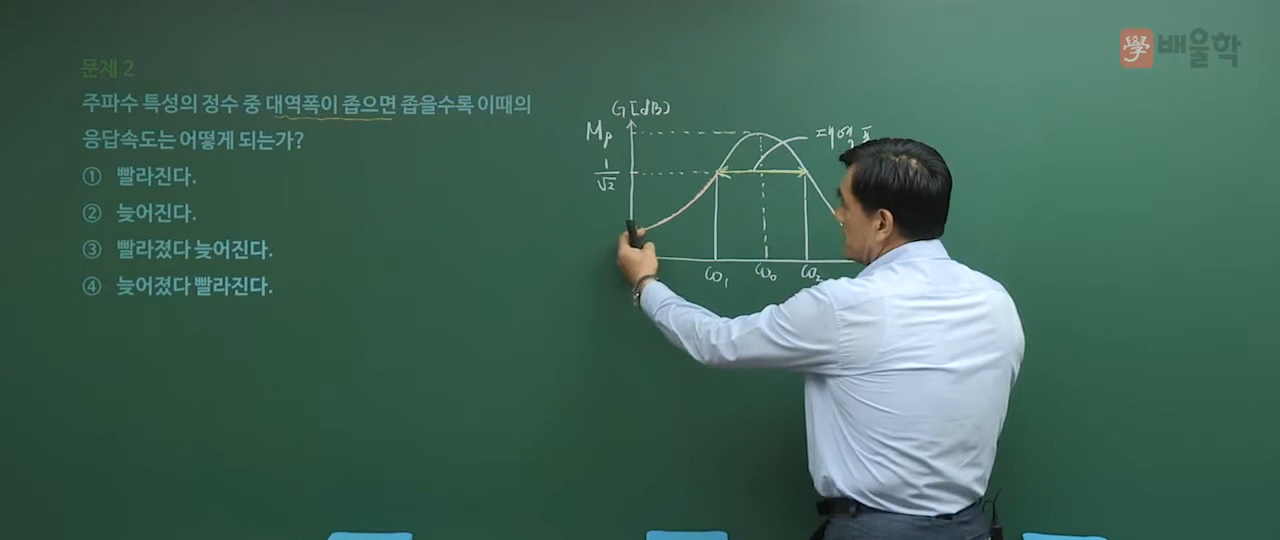 學 배울학
문제 2
주파수 특성의 정수 중 대역폭이 좁으면 좁을수록 이때의
응답속도는 어떻게 되는가?
① 빨라진다.
② 늦어진다.
③ 빨라졌다 늦어진다.
④ 늦어졌다 빨라진다.
G[dB]
Mp
대역폭
1/√2
ω1 ω0 ω2